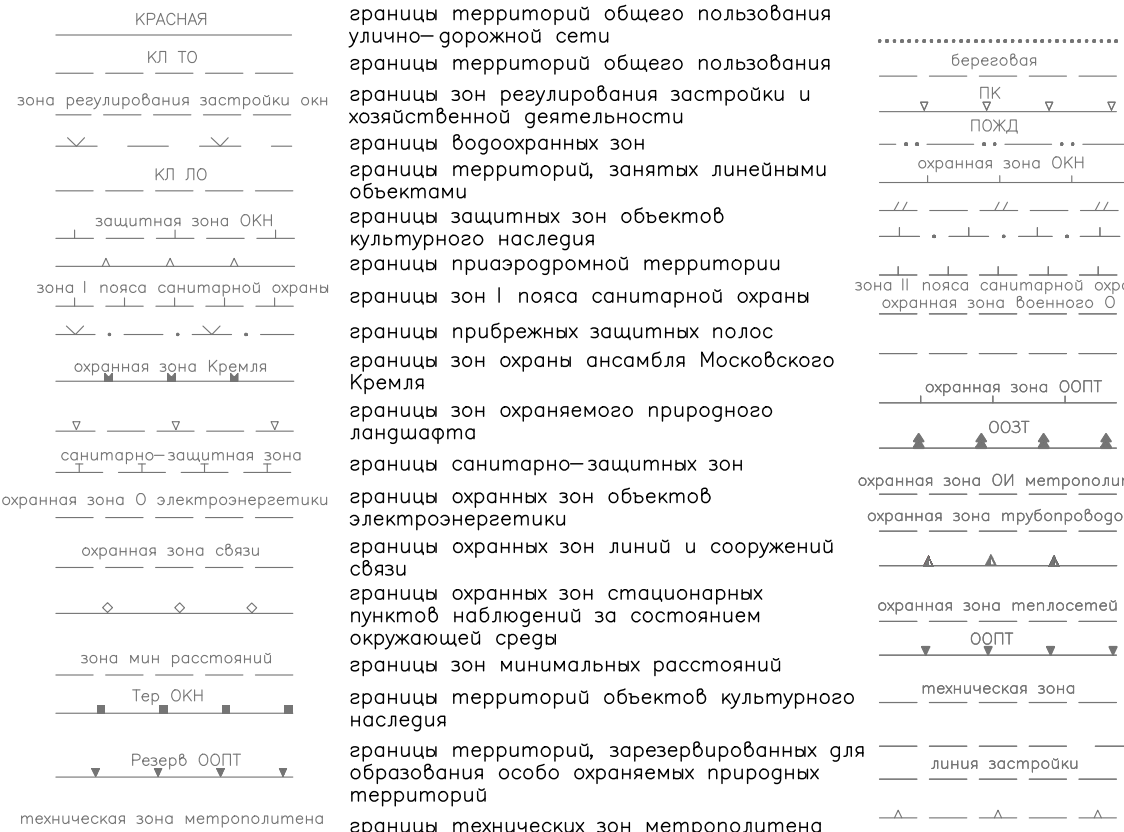 КРАСНАЯ
границы территорий общего пользования
улично-дорожной сети
КЛ ТО
границы территорий общего пользования
зона регулирования застройки окн
границы зон регулирования застройки и
хозяйственной деятельности
границы водоохранных зон
КЛ ЛО
границы территорий, занятых линейными
объектами
защитная зона ОКН
границы защитных зон объектов
культурного наследия
границы приаэродромной территории
зона I пояса санитарной охраны
границы зон I пояса санитарной охраны
границы прибрежных защитных полос
охранная зона Кремля
границы зон охраны ансамбля Московского
Кремля
границы зон охраняемого природного
ландшафта
санитарно-защитная зона
границы санитарно-защитных зон
охранная зона О электроэнергетики
границы охранных зон объектов
электроэнергетики
охранная зона связи
границы охранных зон линий и сооружений
связи
границы охранных зон стационарных
пунктов наблюдений за состоянием
окружающей среды
зона мин расстояний
границы зон минимальных расстояний
Тер ОКН
границы территорий объектов культурного
наследия
Резерв ООПТ
границы территорий, зарезервированных для
образования особо охраняемых природных
территорий
техническая зона метрополитена
границы технических зон метрополитена
береговая
ПК
ПОЖД
охранная зона ОКН
зона II пояса санитарной охр
охранная зона военного О
охранная зона ООПТ
ООЗТ
охранная зона ОИ метрополит
охранная зона трубопроводо
охранная зона теплосетей
ООПТ
техническая зона
линия застройки